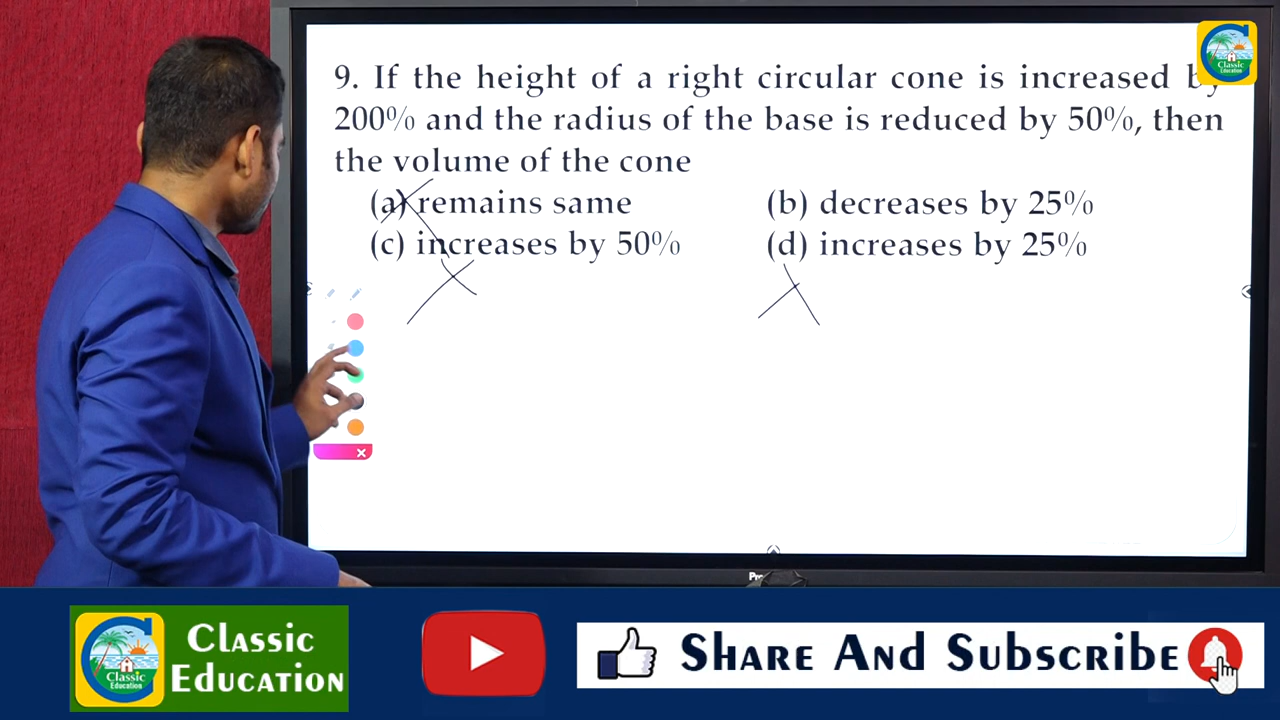 9. If the height of a right circular cone is increased by
200% and the radius of the base is reduced by 50%, then
the volume of the cone
(a) remains same (b) decreases by 25%
(c) increases by 50% (d) increases by 25%
Classic
Education
Classic
Education
Classic
Education
Share And Subscribe